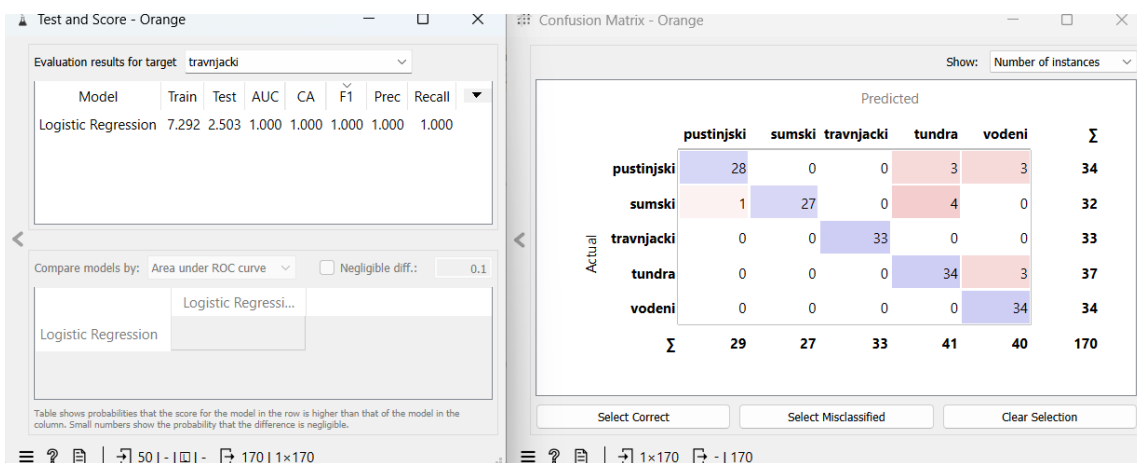 Test and Score - Orange
Evaluation results for target travnjacki
Model Train Test AUC CA F1 Prec Recall
Logistic Regression 7.292 2.503 1.000 1.000 1.000 1.000 1.000
Compare models by: Area under ROC curve Negligible diff.: 0.1
Logistic Regressi...
Logistic Regression
Table shows probabilities that the score for the model in the row is higher than that of the model in the
column. Small numbers show the probability that the difference is negligible.
50 | - | - 170 | 1×170
Confusion Matrix - Orange
Show: Number of instances
Predicted
pustinjski sumski travnjacki tundra vodeni Σ
pustinjski 28 0 0 3 3 34
sumski 1 27 0 4 0 32
travnjacki 0 0 33 0 0 33
Actual
tundra 0 0 0 34 3 37
vodeni 0 0 0 0 34 34
Σ 29 27 33 41 40 170
Select Correct Select Misclassified Clear Selection
1×170 - | 170